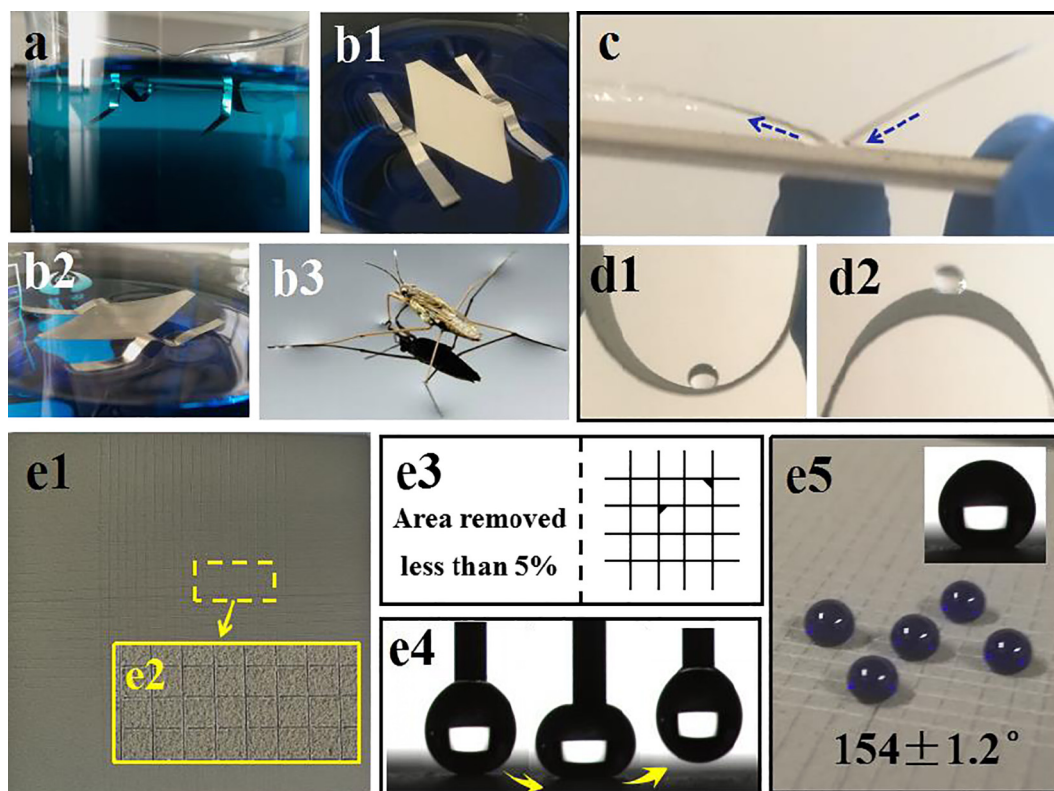 a
b1
c
b2
b3
d1
d2
e1
e2
e3
Area removed
less than 5%
e4
e5
154±1.2°